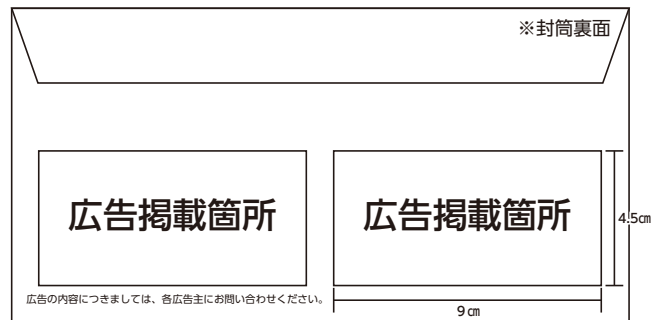 ※封筒裏面
広告掲載箇所
広告掲載箇所
4.5㎝
広告の内容につきましては、各広告主にお問い合わせください。
9㎝